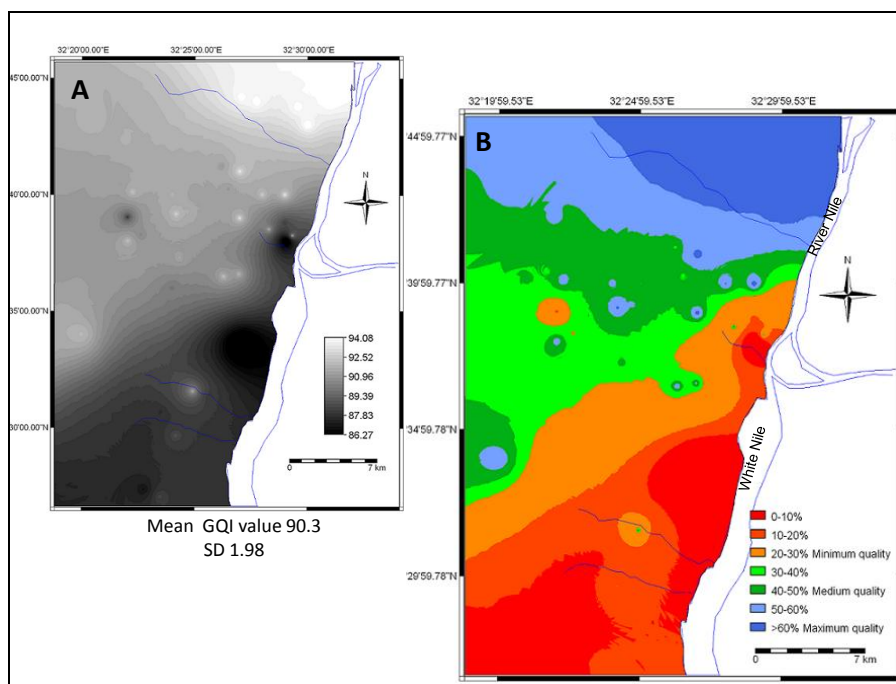 32°20'00.00"E 32°25'00.00"E 32°30'00.00"E
A
45'00.00"N
40'00.00"N
35'00.00"N
30'00.00"N
N
94.08
92.52
90.96
89.39
87.83
86.27
0 7 km
Mean GQI value 90.3
SD 1.98
32°19'59.53"E 32°24'59.53"E 32°29'59.53"E
B
'44'59.77"N
'39'59.77"N
'34'59.78"N
'29'59.78"N
River Nile
N
White Nile
0-10%
10-20%
20-30% Minimum quality
30-40%
40-50% Medium quality
50-60%
>60% Maximum quality
0 7 km